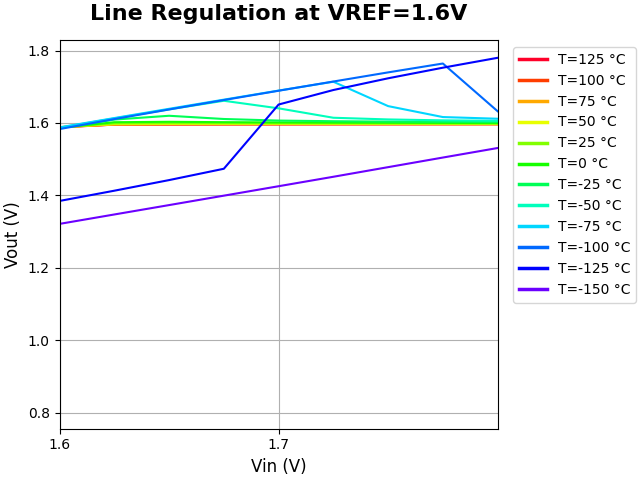 Line Regulation at VREF=1.6V
Vout (V)
1.8
1.6
1.4
1.2
1.0
0.8
1.6
1.7
Vin (V)
T=125 °C
T=100 °C
T=75 °C
T=50 °C
T=25 °C
T=0 °C
T=-25 °C
T=-50 °C
T=-75 °C
T=-100 °C
T=-125 °C
T=-150 °C